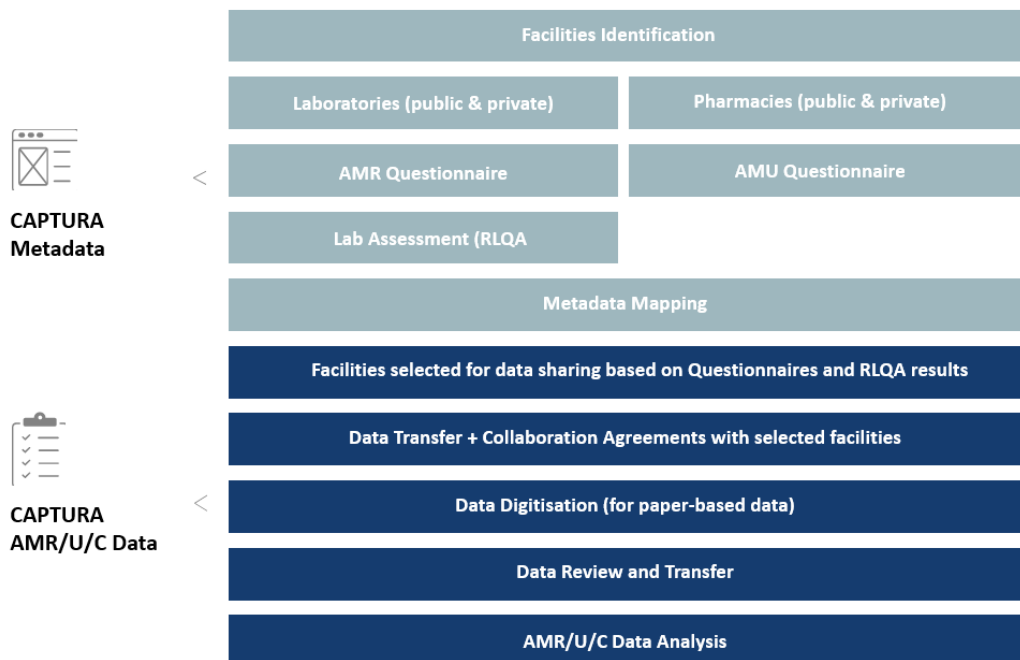 Facilities Identification
Laboratories (public & private)
Pharmacies (public & private)
AMR Questionnaire
AMU Questionnaire
Lab Assessment (RLQA
Metadata Mapping
CAPTURA
Metadata
Facilities selected for data sharing based on Questionnaires and RLQA results
Data Transfer + Collaboration Agreements with selected facilities
Data Digitisation (for paper-based data)
Data Review and Transfer
AMR/U/C Data Analysis
CAPTURA
AMR/U/C Data